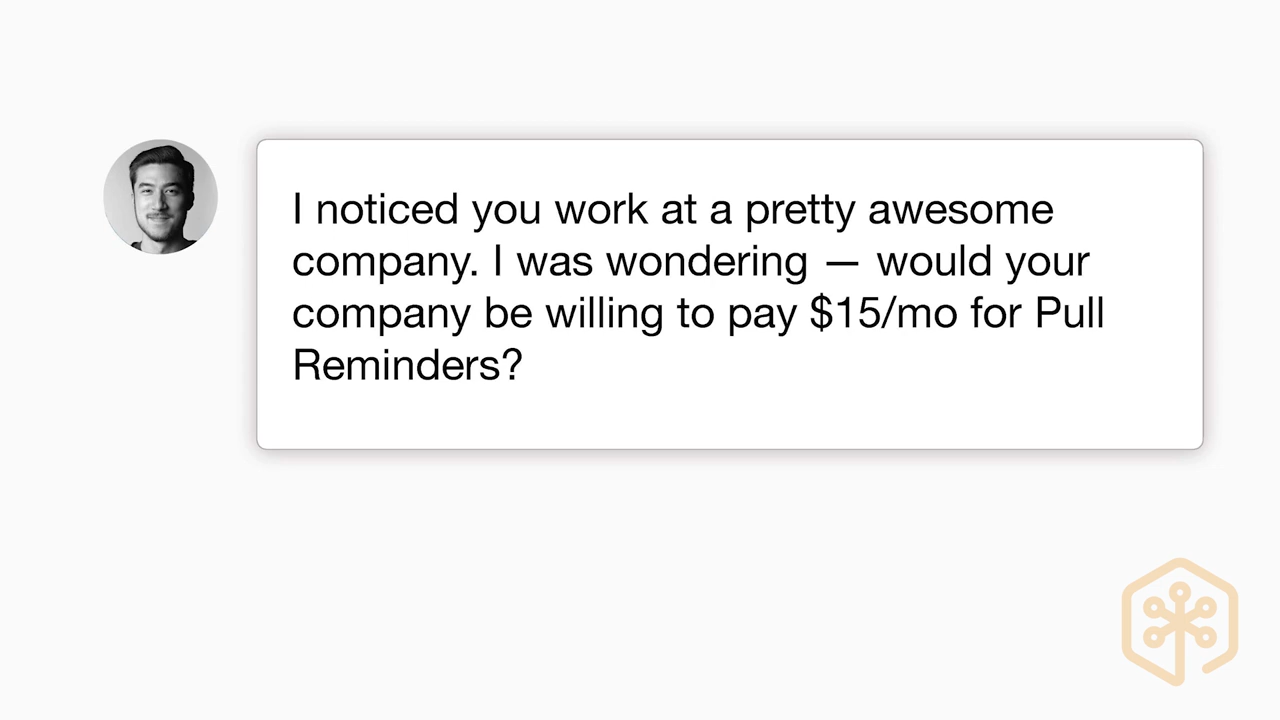 I noticed you work at a pretty awesome
company. I was wondering — would your
company be willing to pay $15/mo for Pull
Reminders?